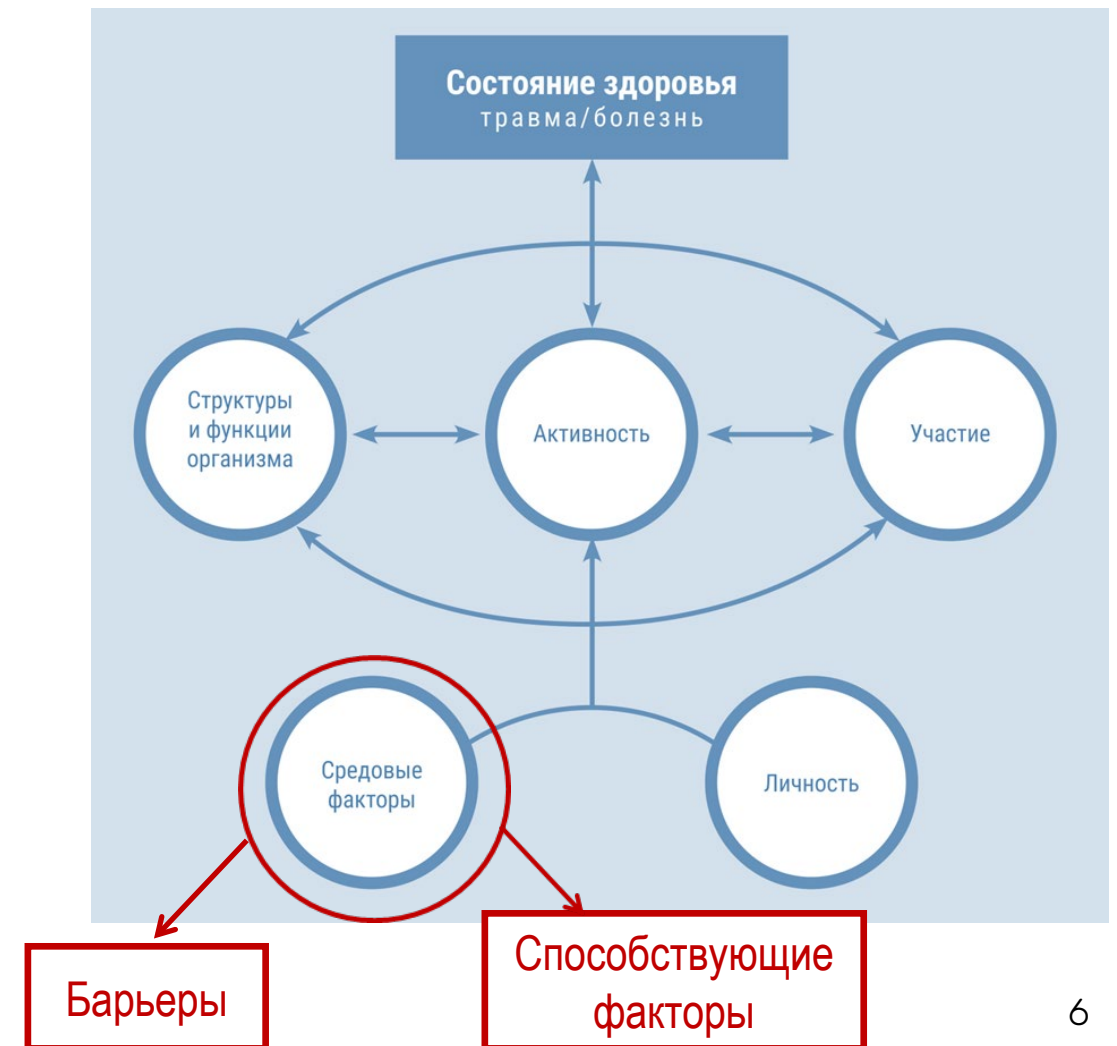 Состояние здоровья
травма/болезнь
Структуры
и функции
организма
Активность
Участие
Средовые
факторы
Личность
Барьеры
Способствующие
факторы
6